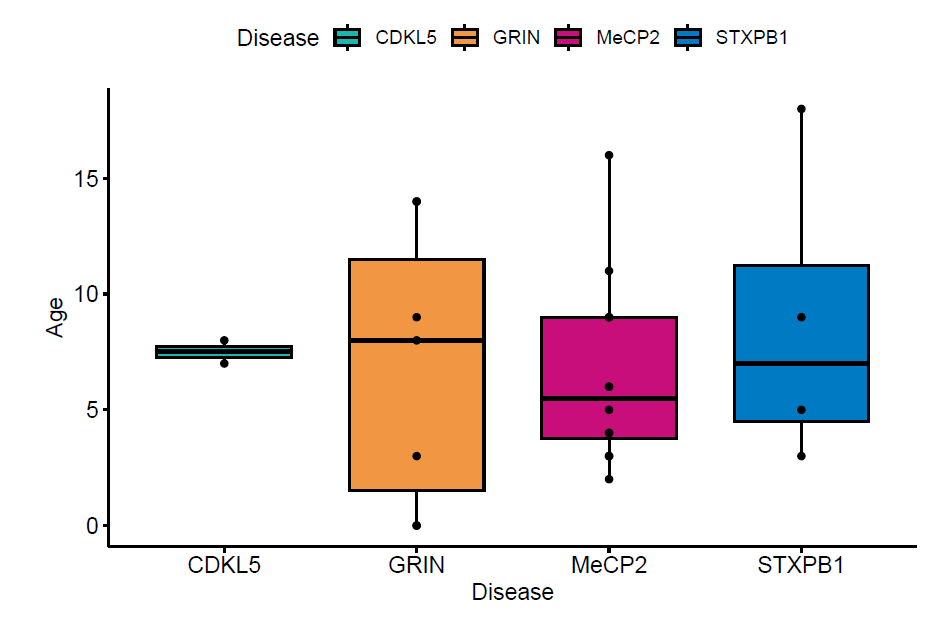 Disease CDKL5 GRIN MeCP2 STXPB1
Age
15
10
5
0
CDKL5 GRIN MeCP2 STXPB1
Disease